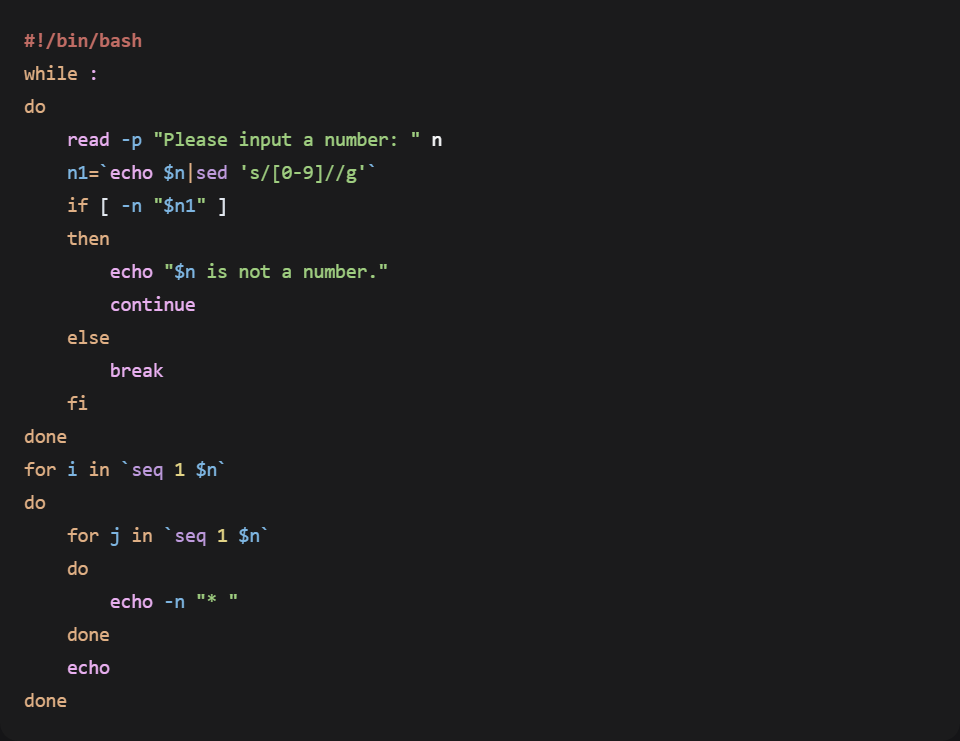 #!/bin/bash
while :
do
    read -p "Please input a number: " n
    n1=`echo $n|sed 's/[0-9]//g'`
    if [ -n "$n1" ]
    then
        echo "$n is not a number."
        continue
    else
        break
    fi
done
for i in `seq 1 $n`
do
    for j in `seq 1 $n`
    do
        echo -n "* "
    done
    echo
done